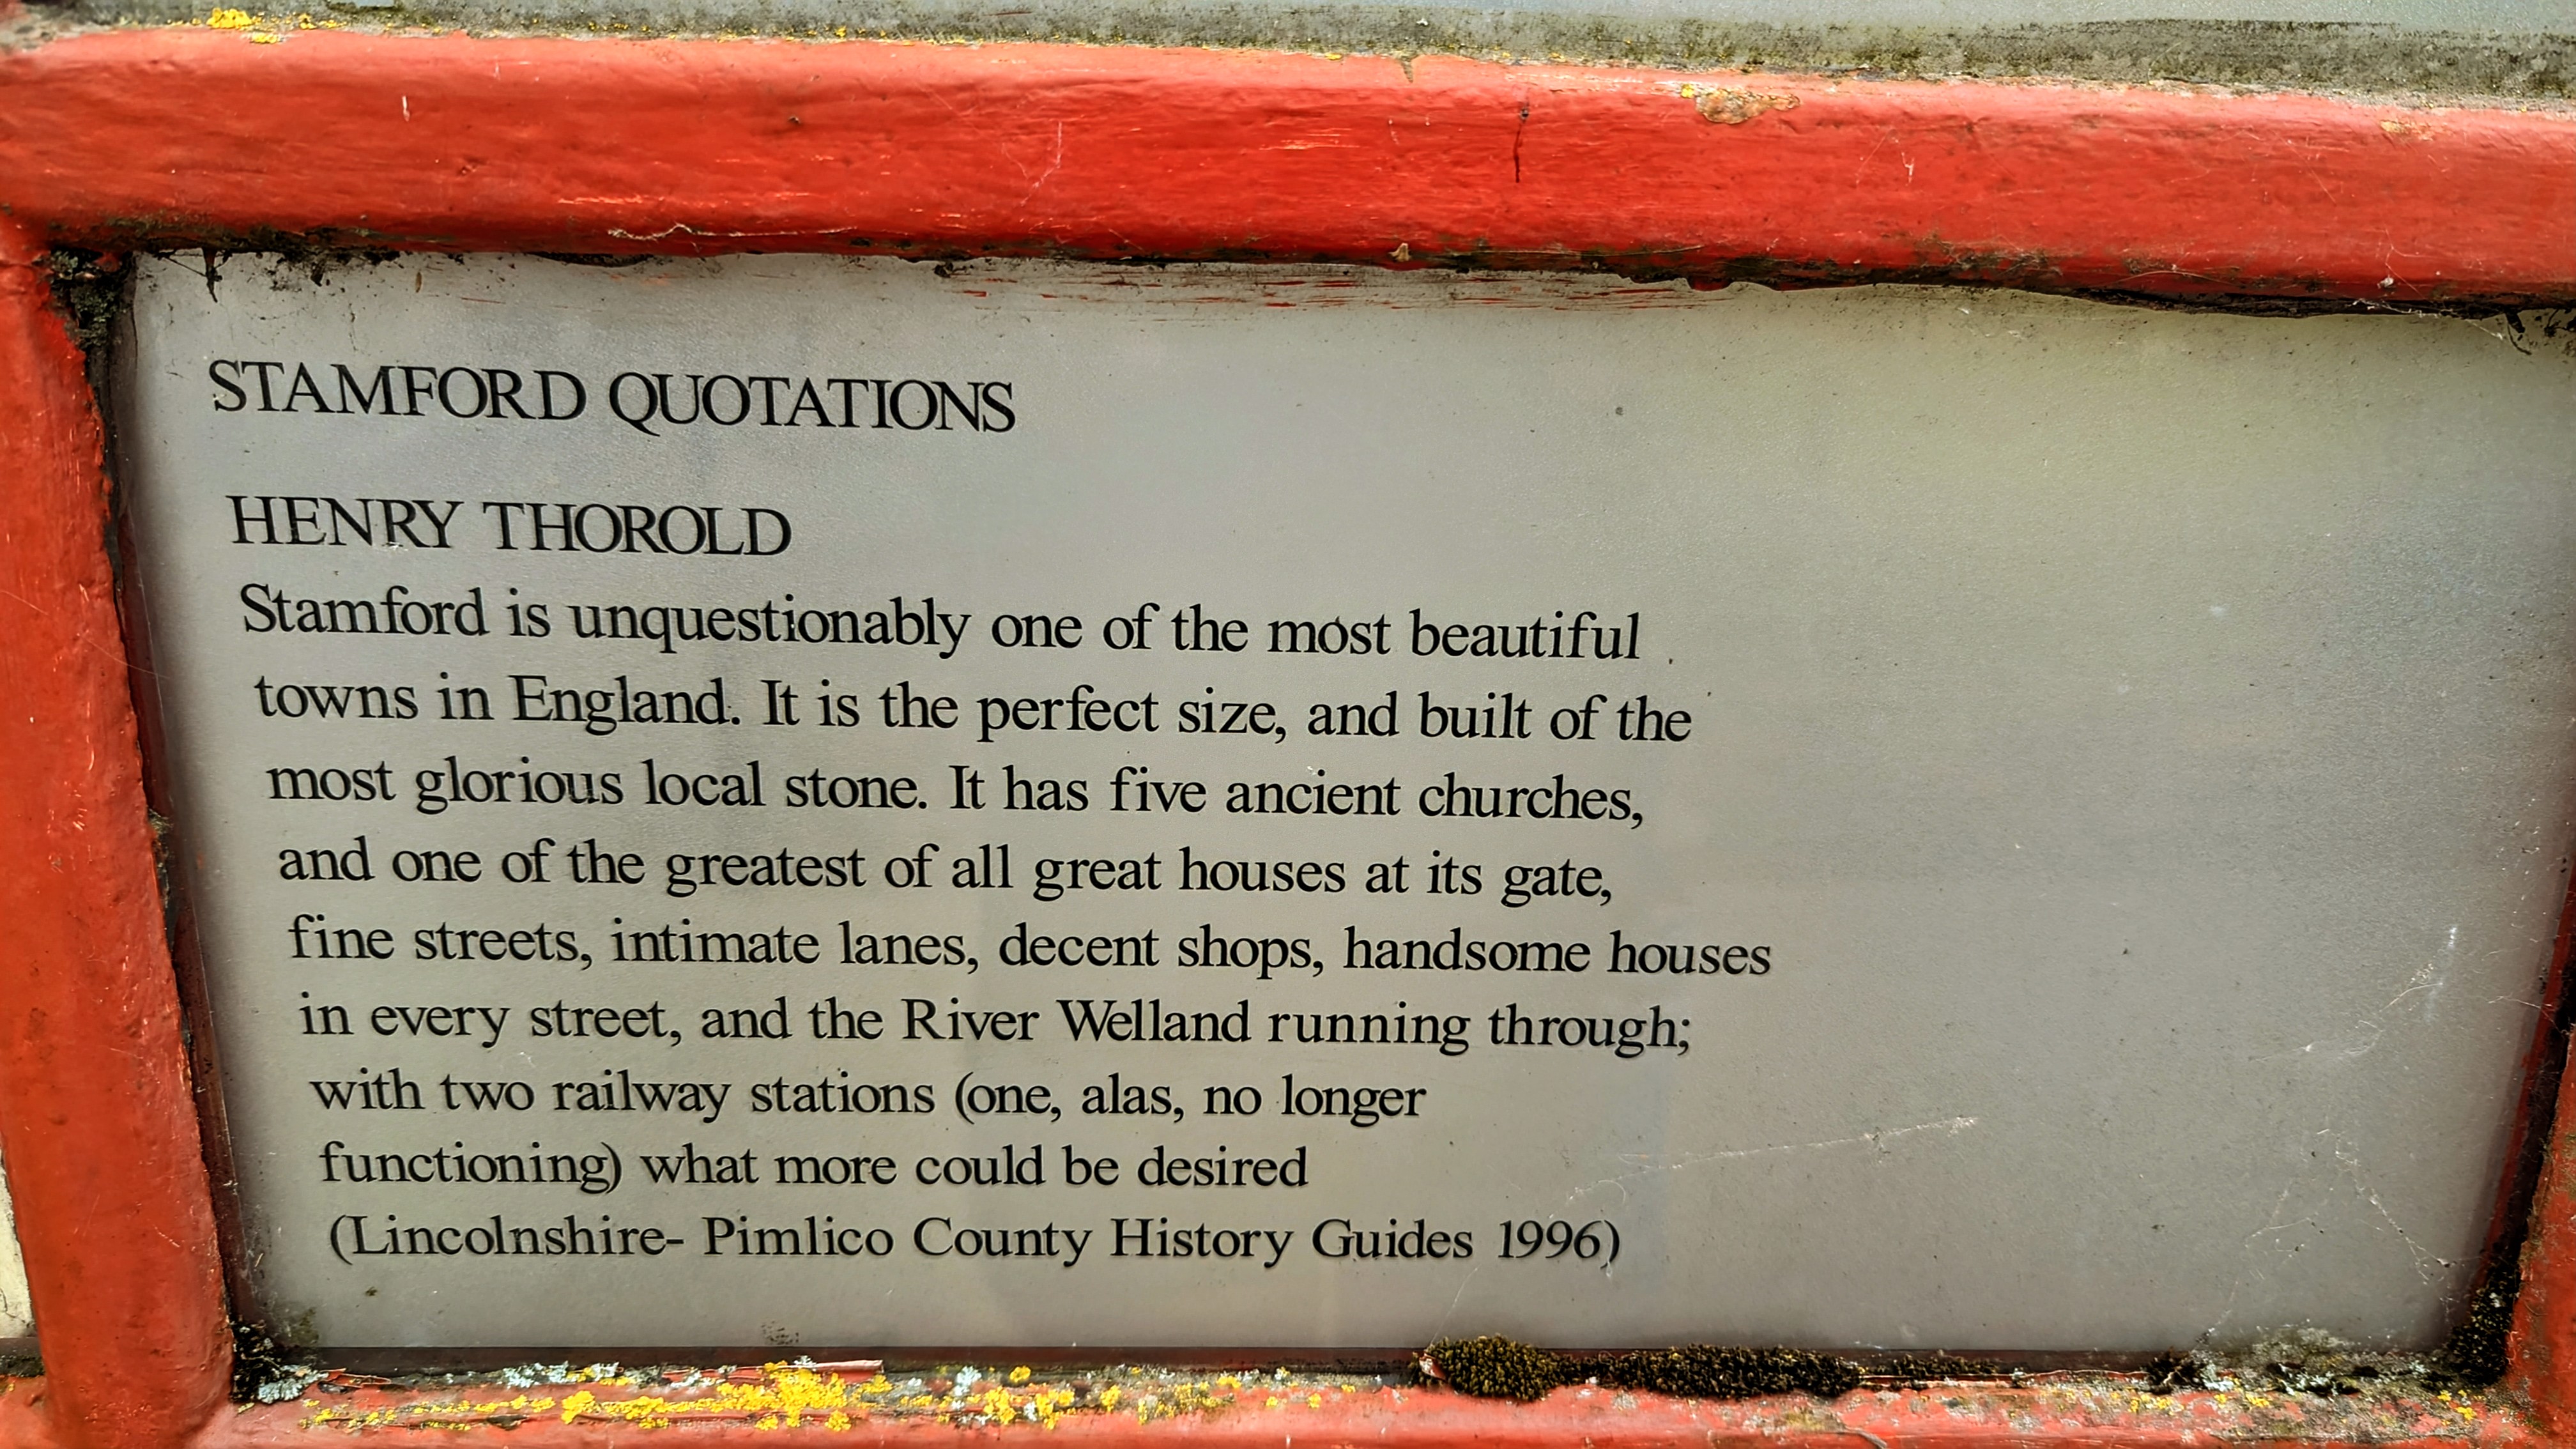 STAMFORD QUOTATIONS
HENRY THOROLD
Stamford is unquestionably one of the most beautiful
towns in England. It is the perfect size, and built of the
most glorious local stone. It has five ancient churches,
and one of the greatest of all great houses at its gate,
fine streets, intimate lanes, decent shops, handsome houses
in every street, and the River Welland running through;
with two railway stations (one, alas, no longer
functioning) what more could be desired
(Lincolnshire- Pimlico County History Guides 1996)